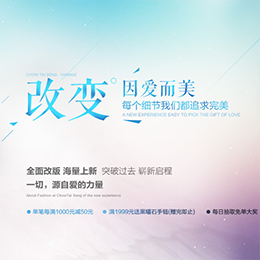 改变° 因爱而美
每个细节我们都追求完美
A NEW EXPERIENCE EASY TO PICK THE GIFT OF LOVE
全面改版 海量上新 突破过去 崭新启程
一切，源自爱的力量
● 单笔每满1000元减50元 ● 满1999元送黑曜石手链(赠完即止) ● 每日抽取免单大奖